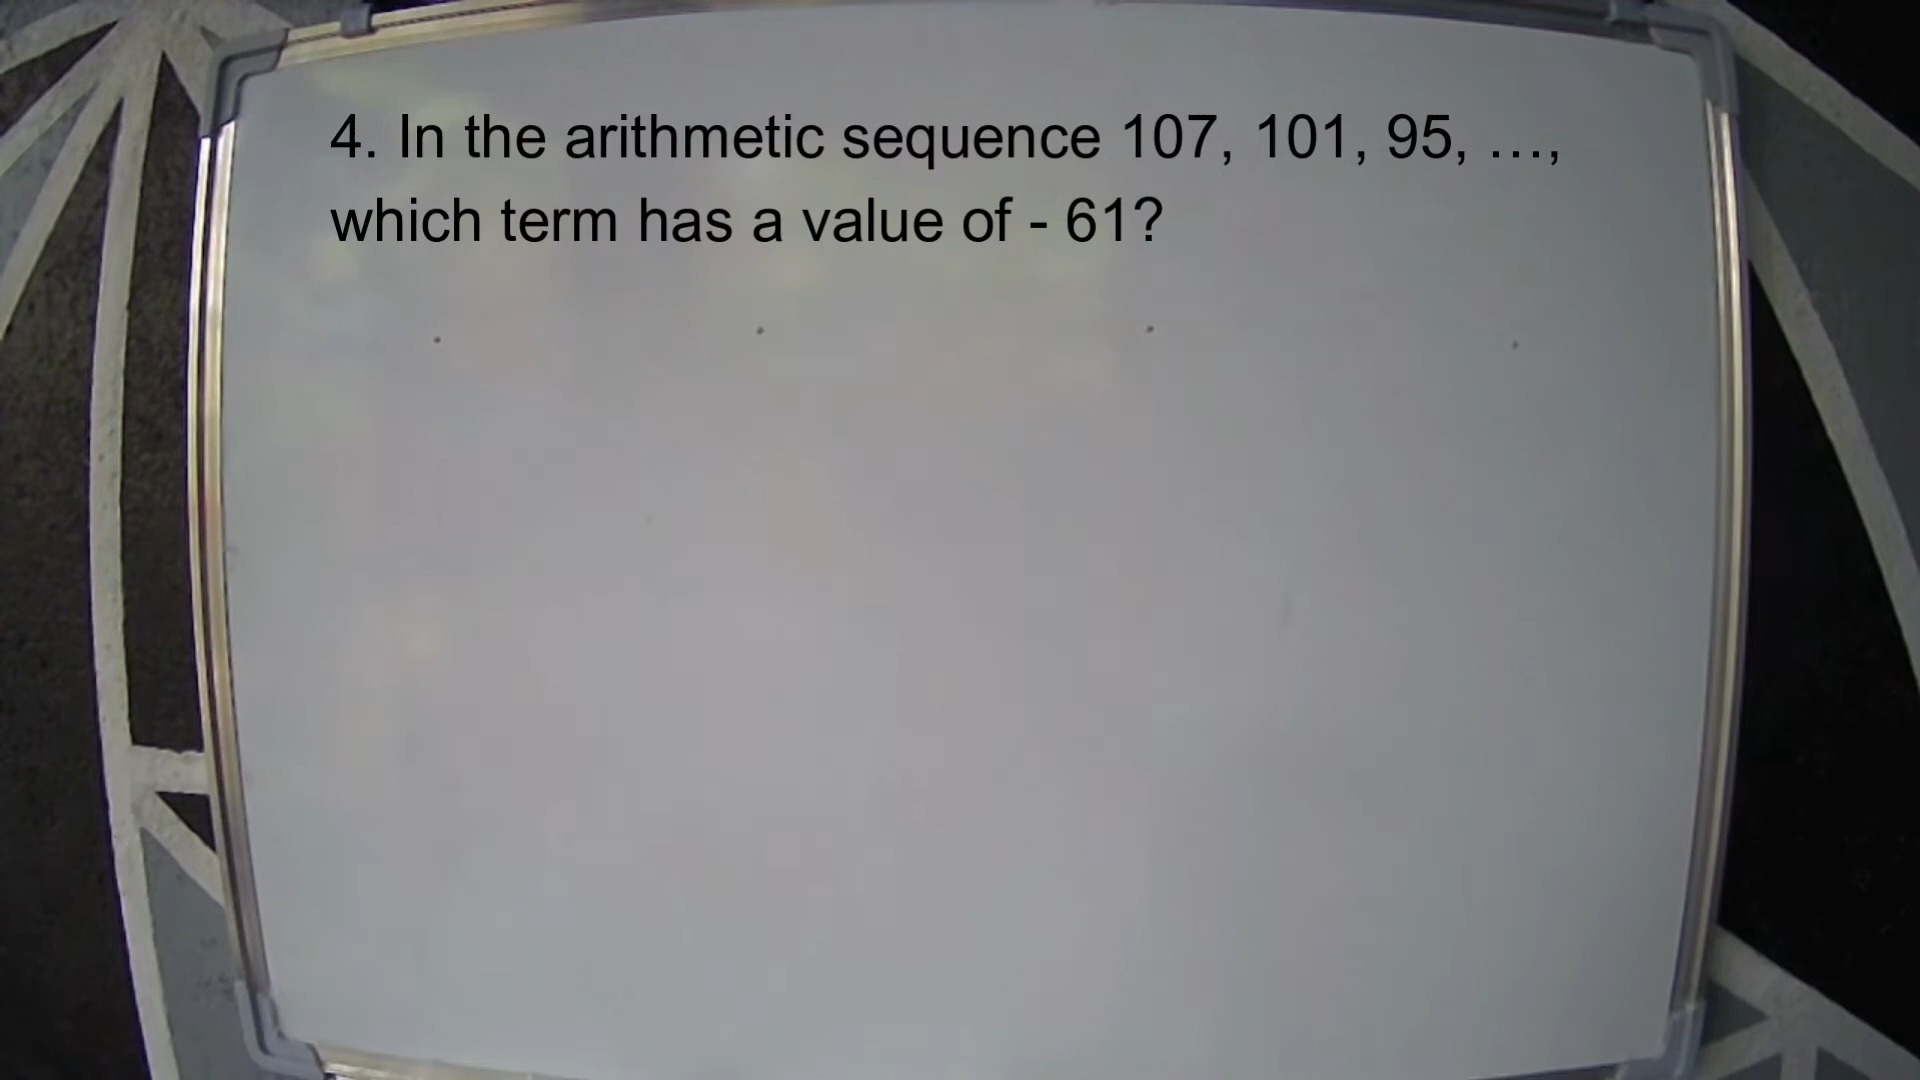 4. In the arithmetic sequence 107, 101, 95, …,
which term has a value of - 61?